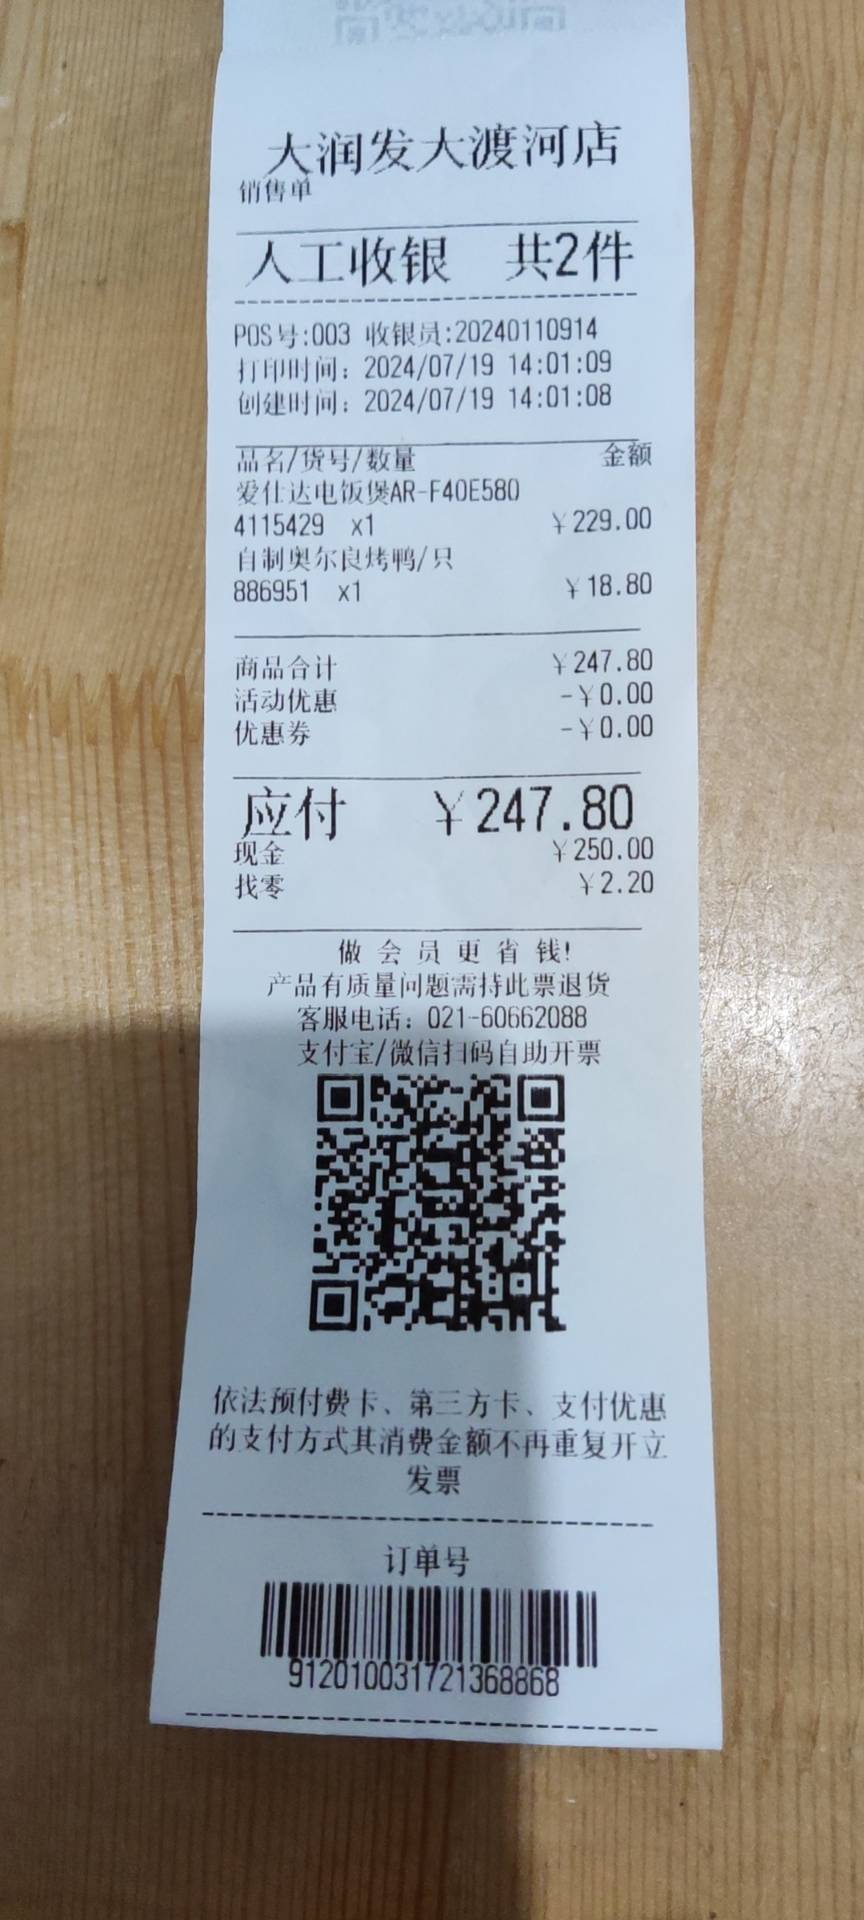 大润发大渡河店
销售单
人工收银 共2件
POS号:003 收银员:20240110914
打印时间：2024/07/19 14:01:09
创建时间：2024/07/19 14:01:08
品名/货号/数量 金额
爱仕达电饭煲AR-F40E580
4115429 x1 ￥229.00
自制奥尔良烤鸭/只
886951 x1 ￥18.80
商品合计 ￥247.80
活动优惠 -￥0.00
优惠券 -￥0.00
应付 ￥247.80
现金 ￥250.00
找零 ￥2.20
做会员更省钱!
产品有质量问题需持此票退货
客服电话：021-60662088
支付宝/微信扫码自助开票
依法预付费卡、第三方卡、支付优惠
的支付方式其消费金额不再重复开立
发票
订单号
912010031721368868